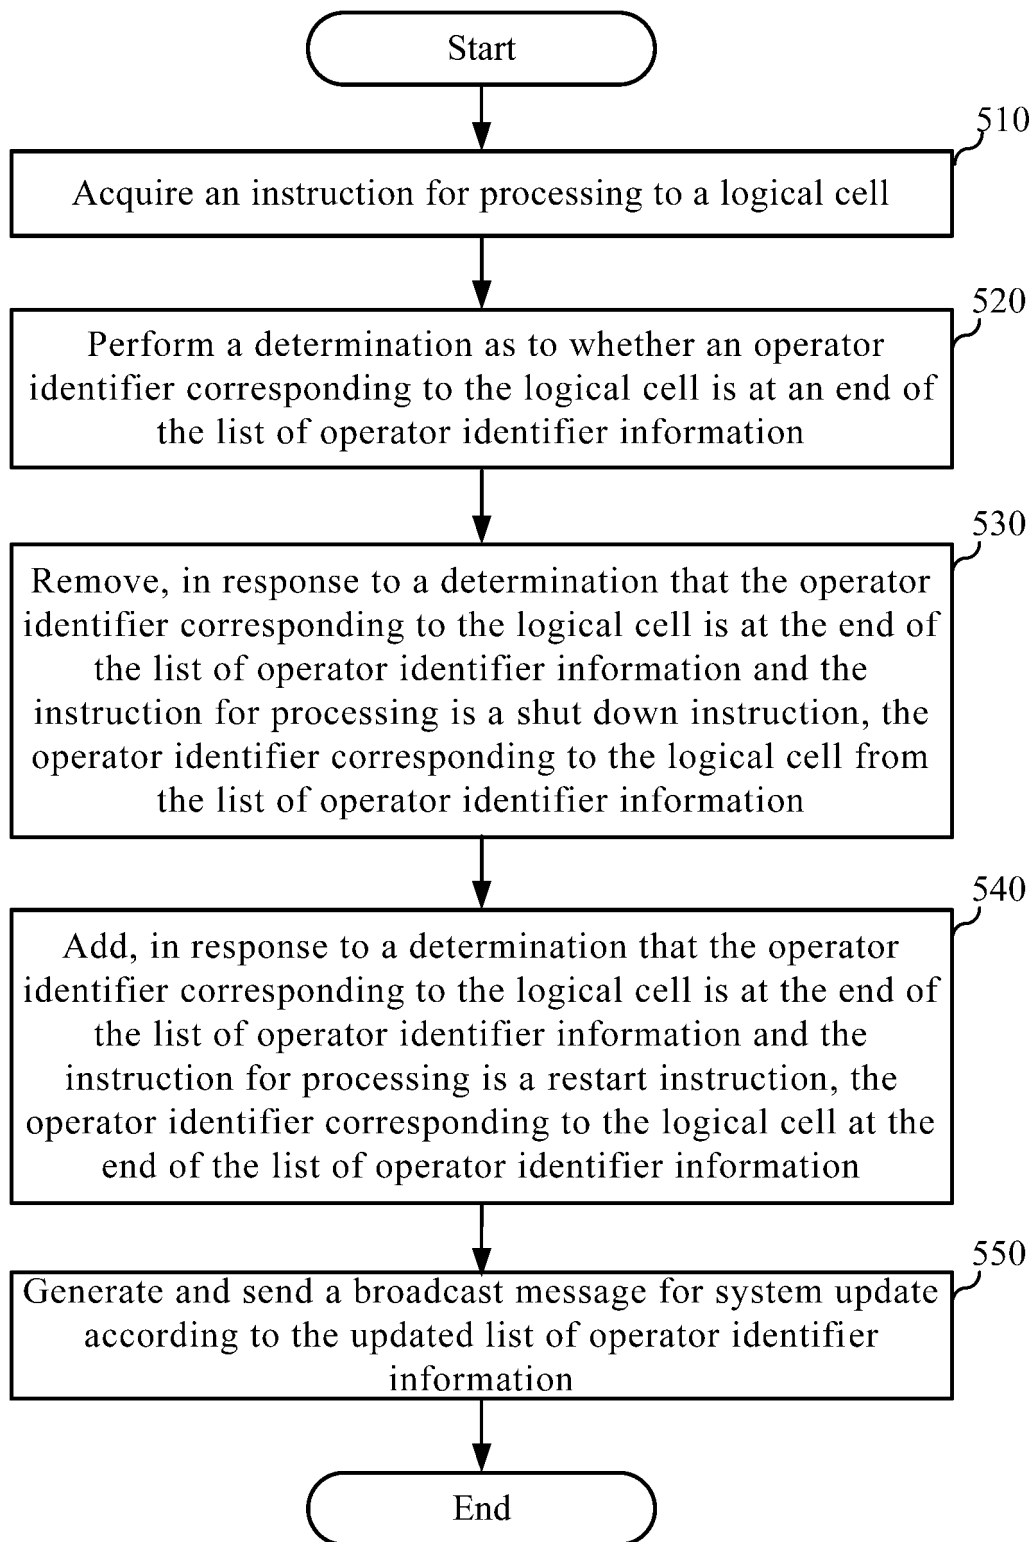 Start
510
Acquire an instruction for processing to a logical cell
520
Perform a determination as to whether an operator
identifier corresponding to the logical cell is at an end of
the list of operator identifier information
530
Remove, in response to a determination that the operator
identifier corresponding to the logical cell is at the end of
the list of operator identifier information and the
instruction for processing is a shut down instruction, the
operator identifier corresponding to the logical cell from
the list of operator identifier information
540
Add, in response to a determination that the operator
identifier corresponding to the logical cell is at the end of
the list of operator identifier information and the
instruction for processing is a restart instruction, the
operator identifier corresponding to the logical cell at the
end of the list of operator identifier information
550
Generate and send a broadcast message for system update
according to the updated list of operator identifier
information
End